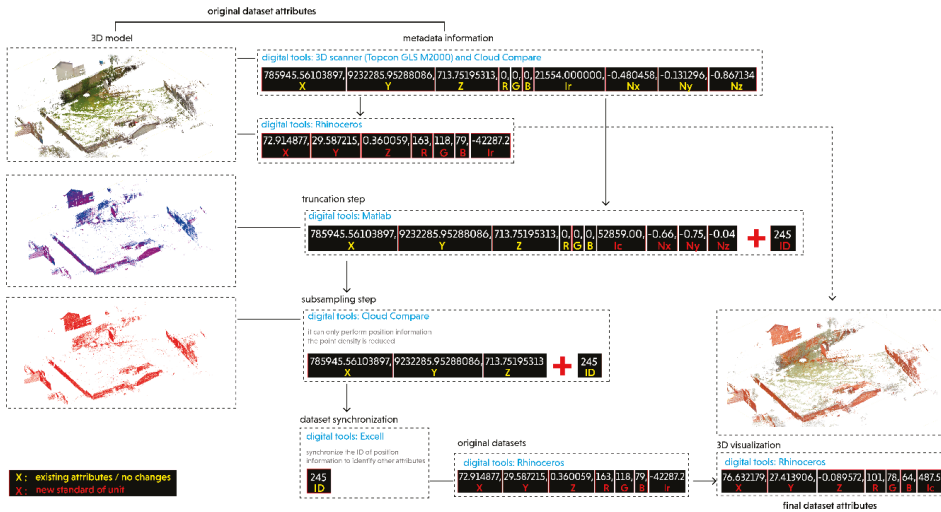 original dataset attributes
3D model
metadata information
digital tools: 3D scanner (Topcon GLS M2000) and Cloud Compare
785945.56103897, 9232285.95288086, 713.75195313, 0, 0, 0, 21554.000000, -0.480458, -0.131296, -0.867134
X Y Z R G B Ir Nx Ny Nz
digital tools: Rhinoceros
72.914877, 29.587215, 0.360059, 163, 118, 79, -42287.2
X Y Z R G B Ir
truncation step
digital tools: Matlab
785945.56103897, 9232285.95288086, 713.75195313, 0, 0, 0, 52859.00, -0.66, -0.75, -0.04 + 245
X Y Z R G B Ic Nx Ny Nz ID
subsampling step
digital tools: Cloud Compare
it can only perform position information
the point density is reduced
785945.56103897, 9232285.95288086, 713.75195313 + 245
X Y Z ID
dataset synchronization
digital tools: Excell
synchronize the ID of position
information to identify other attributes
245
ID
original datasets
digital tools: Rhinoceros
72.914877, 29.587215, 0.360059, 163, 118, 79, -42287.2
X Y Z R G B Ir
3D visualization
digital tools: Rhinoceros
76.632179, 27.413906, -0.089572, 101, 78, 64, 487.5
X Y Z R G B Ic
final dataset attributes
X : existing attributes / no changes
X : new standard of unit